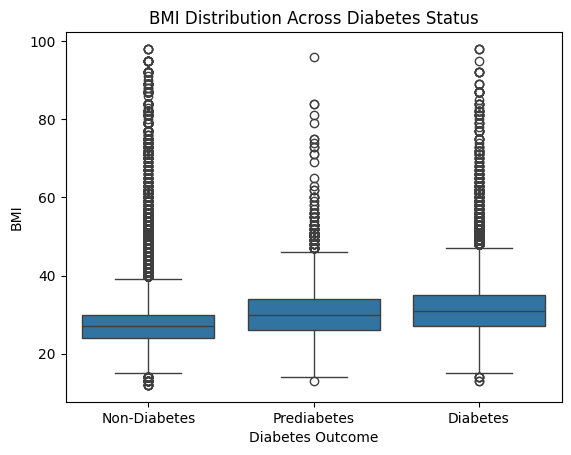 BMI Distribution Across Diabetes Status
100
80
60
40
20
BMI
Non-Diabetes
Prediabetes
Diabetes
Diabetes Outcome